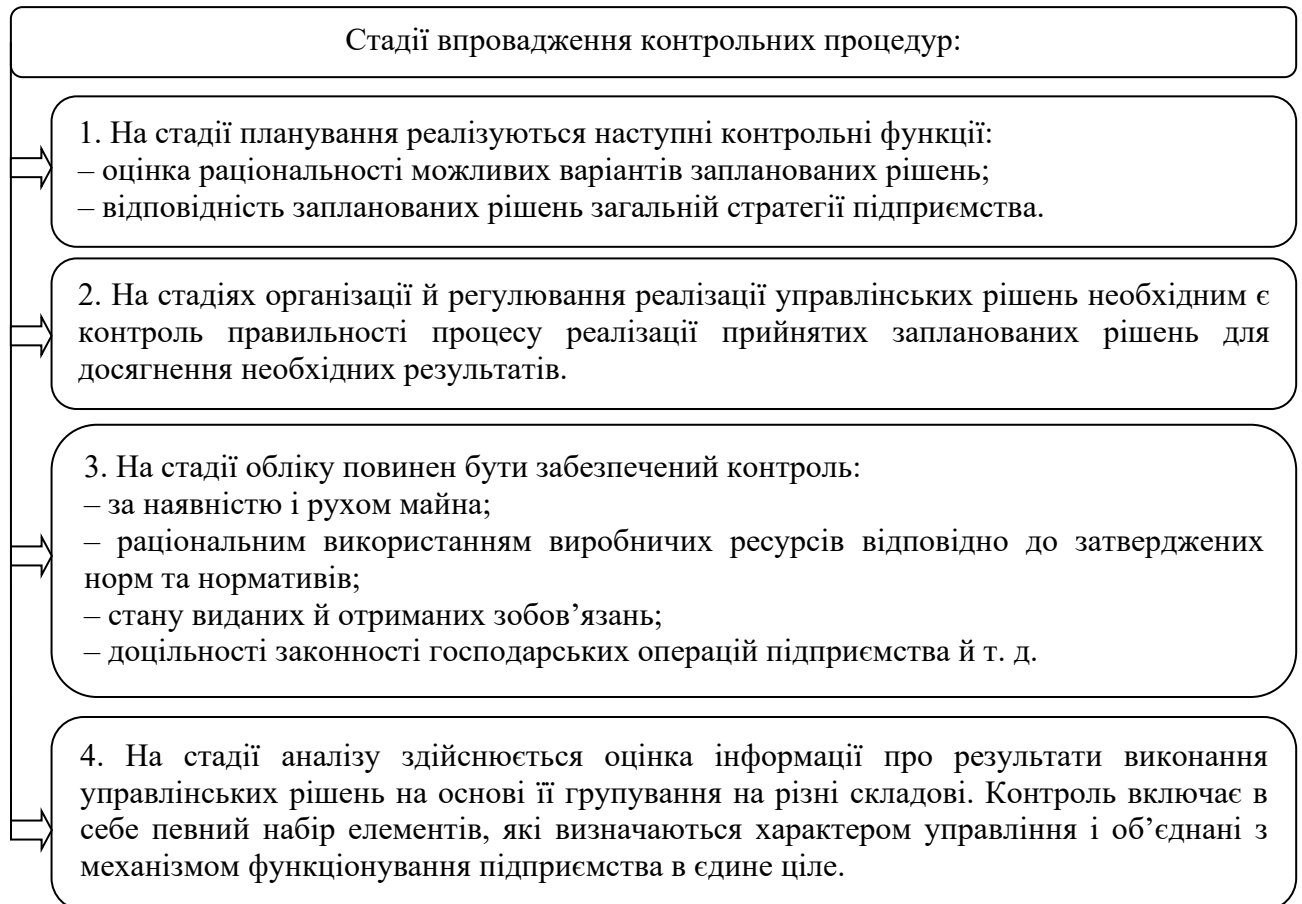 Стадії впровадження контрольних процедур:
1. На стадії планування реалізуються наступні контрольні функції:
– оцінка раціональності можливих варіантів запланованих рішень;
– відповідність запланованих рішень загальній стратегії підприємства.
2. На стадіях організації й регулювання реалізації управлінських рішень необхідним є
контроль правильності процесу реалізації прийнятих запланованих рішень для
досягнення необхідних результатів.
3. На стадії обліку повинен бути забезпечений контроль:
– за наявністю і рухом майна;
– раціональним використанням виробничих ресурсів відповідно до затверджених
норм та нормативів;
– стану виданих й отриманих зобов’язань;
– доцільності законності господарських операцій підприємства й т. д.
4. На стадії аналізу здійснюється оцінка інформації про результати виконання
управлінських рішень на основі її групування на різні складові. Контроль включає в
себе певний набір елементів, які визначаються характером управління і об’єднані з
механізмом функціонування підприємства в єдине ціле.